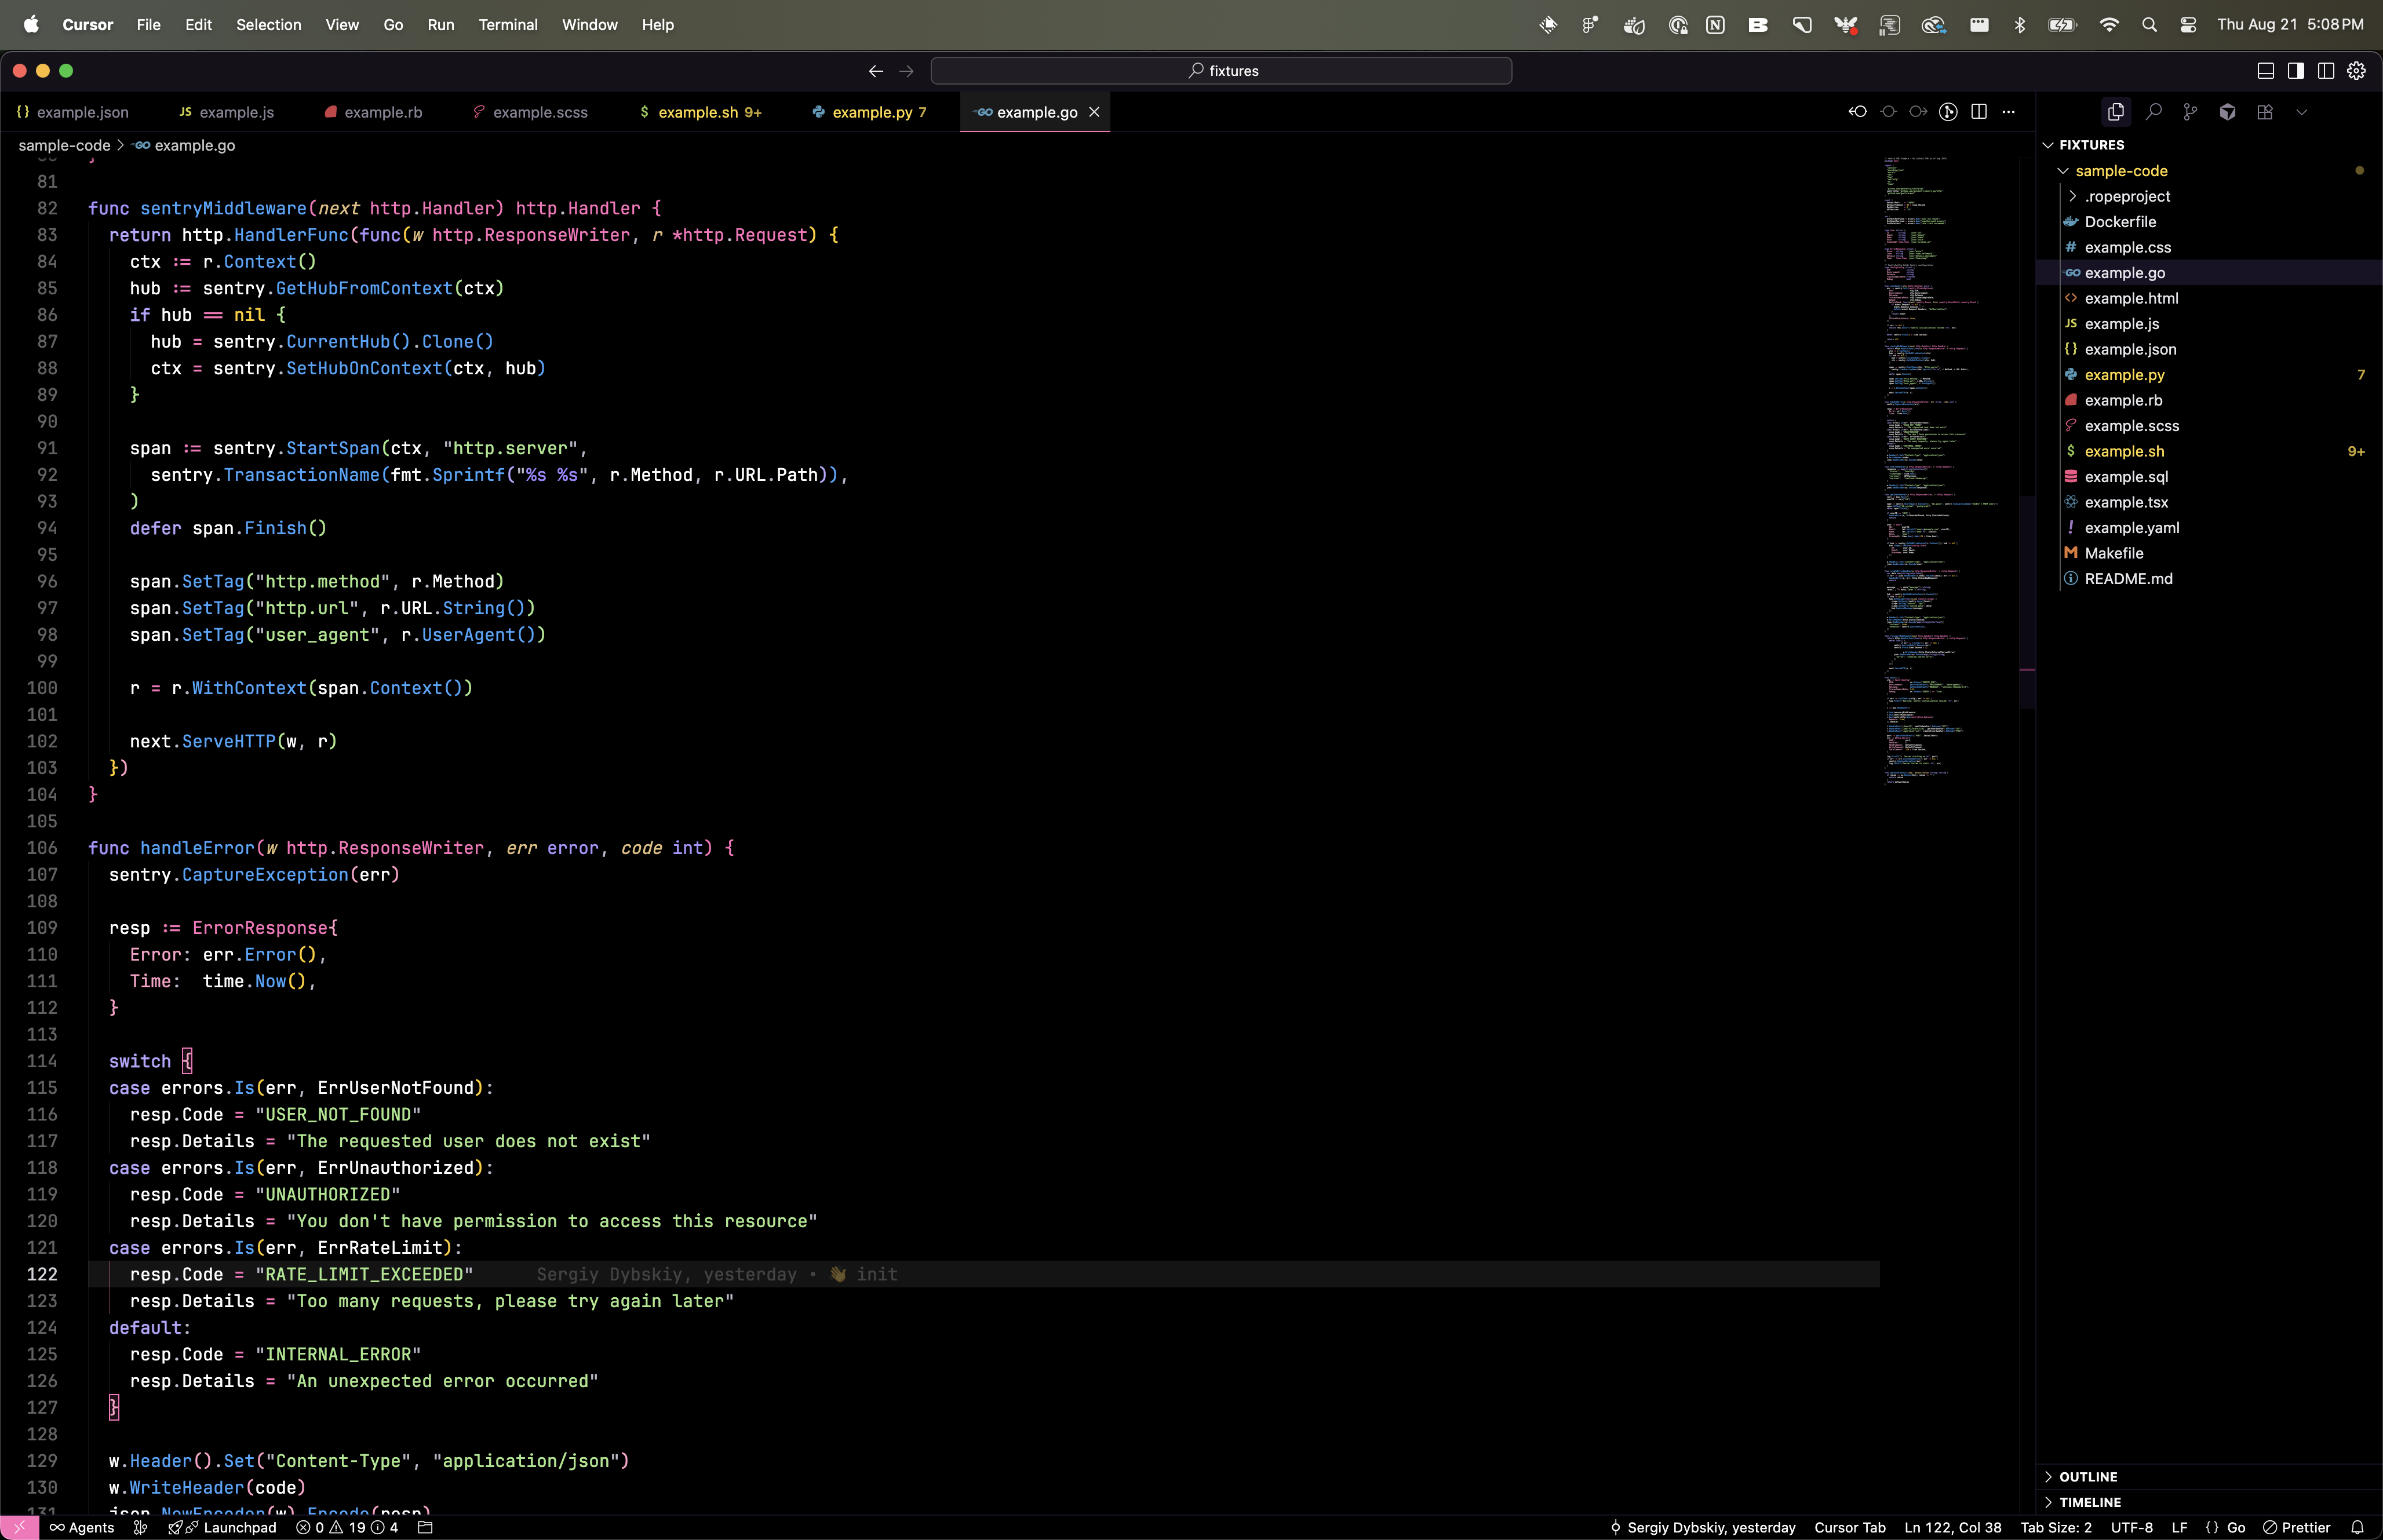 Cursor File Edit Selection View Go Run Terminal Window Help
Thu Aug 21 5:08 PM
fixtures
example.json
example.js
example.rb
example.scss
example.sh 9+
example.py 7
example.go
sample-code > example.go
81
82 func sentryMiddleware(next http.Handler) http.Handler {
83 return http.HandlerFunc(func(w http.ResponseWriter, r *http.Request) {
84 ctx := r.Context()
85 hub := sentry.GetHubFromContext(ctx)
86 if hub == nil {
87 hub = sentry.CurrentHub().Clone()
88 ctx = sentry.SetHubOnContext(ctx, hub)
89 }
90
91 span := sentry.StartSpan(ctx, "http.server",
92 sentry.TransactionName(fmt.Sprintf("%s %s", r.Method, r.URL.Path)),
93 )
94 defer span.Finish()
95
96 span.SetTag("http.method", r.Method)
97 span.SetTag("http.url", r.URL.String())
98 span.SetTag("user_agent", r.UserAgent())
99
100 r = r.WithContext(span.Context())
101
102 next.ServeHTTP(w, r)
103 })
104 }
105
106 func handleError(w http.ResponseWriter, err error, code int) {
107 sentry.CaptureException(err)
108
109 resp := ErrorResponse{
110 Error: err.Error(),
111 Time: time.Now(),
112 }
113
114 switch {
115 case errors.Is(err, ErrUserNotFound):
116 resp.Code = "USER_NOT_FOUND"
117 resp.Details = "The requested user does not exist"
118 case errors.Is(err, ErrUnauthorized):
119 resp.Code = "UNAUTHORIZED"
120 resp.Details = "You don't have permission to access this resource"
121 case errors.Is(err, ErrRateLimit):
122 resp.Code = "RATE_LIMIT_EXCEEDED" Sergiy Dybskiy, yesterday • 👋 init
123 resp.Details = "Too many requests, please try again later"
124 default:
125 resp.Code = "INTERNAL_ERROR"
126 resp.Details = "An unexpected error occurred"
127 }
128
129 w.Header().Set("Content-Type", "application/json")
130 w.WriteHeader(code)
131 json.NewEncoder(w).Encode(resp)
FIXTURES
sample-code
.ropeproject
Dockerfile
example.css
example.go
example.html
example.js
example.json
example.py 7
example.rb
example.scss
example.sh 9+
example.sql
example.tsx
example.yaml
Makefile
README.md
OUTLINE
TIMELINE
Agents Launchpad 0 19 4
Sergiy Dybskiy, yesterday Cursor Tab Ln 122, Col 38 Tab Size: 2 UTF-8 LF {} Go Prettier